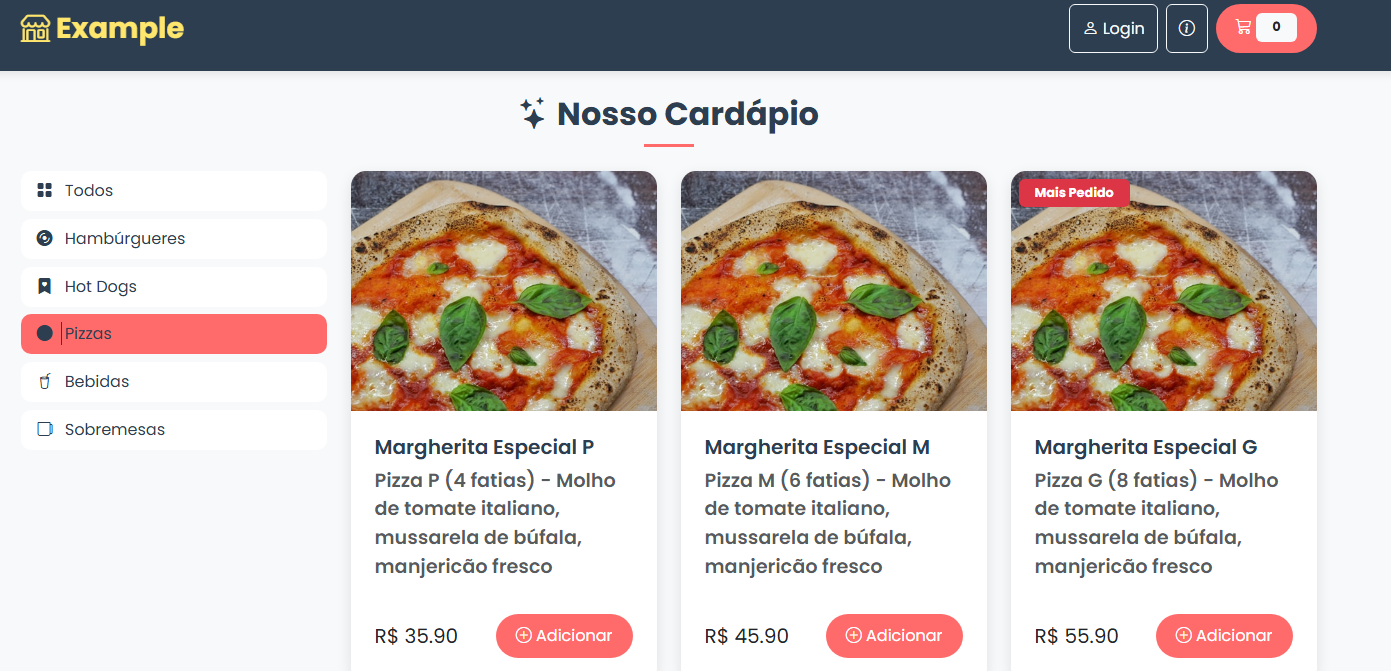 Example
Login
0
Nosso Cardápio
Todos
Hambúrgueres
Hot Dogs
Pizzas
Bebidas
Sobremesas
Margherita Especial P
Pizza P (4 fatias) - Molho
de tomate italiano,
mussarela de búfala,
manjericão fresco
R$ 35.90
Adicionar
Margherita Especial M
Pizza M (6 fatias) - Molho
de tomate italiano,
mussarela de búfala,
manjericão fresco
R$ 45.90
Adicionar
Mais Pedido
Margherita Especial G
Pizza G (8 fatias) - Molho
de tomate italiano,
mussarela de búfala,
manjericão fresco
R$ 55.90
Adicionar